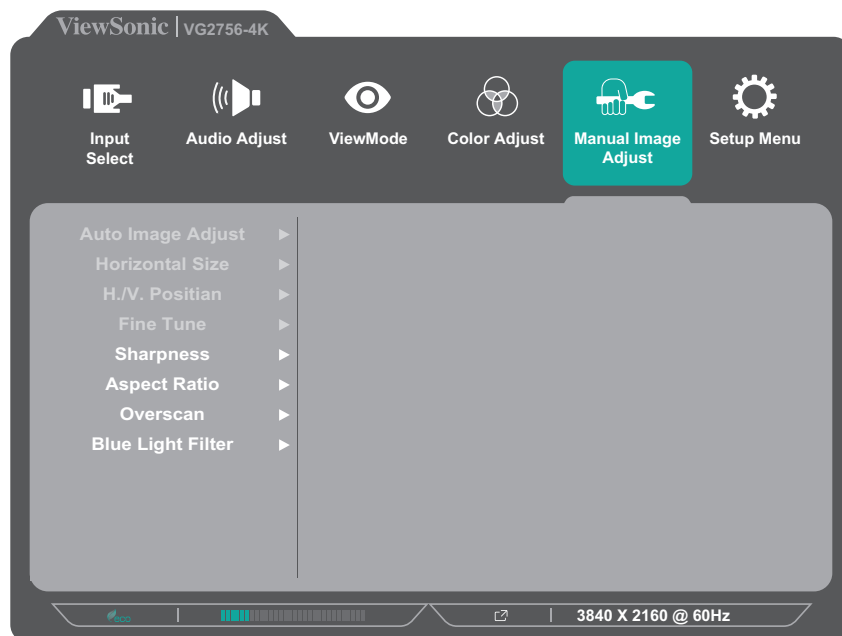 ViewSonic VG2756-4K
Input Select
Audio Adjust
ViewMode
Color Adjust
Manual Image Adjust
Setup Menu
Auto Image Adjust
Horizontal Size
H./V. Positian
Fine Tune
Sharpness
Aspect Ratio
Overscan
Blue Light Filter
eco
3840 X 2160 @ 60Hz